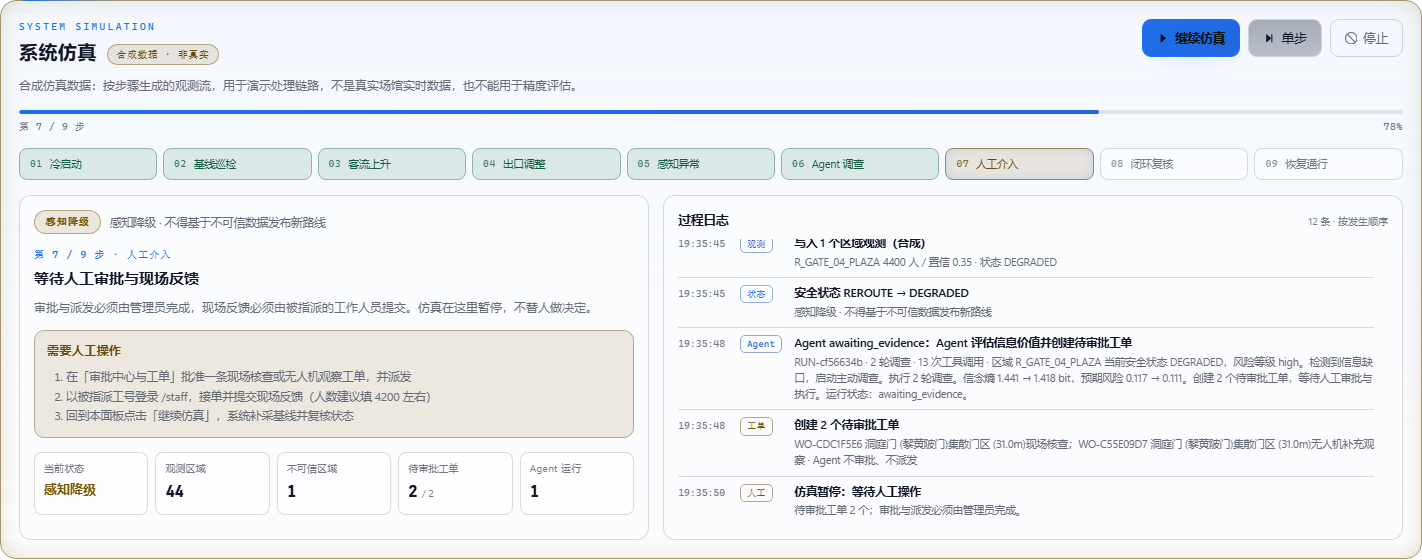 SYSTEM SIMULATION
系统仿真
合成数据 · 非真实
继续仿真
单步
停止
合成仿真数据：按步骤生成的观测流，用于演示处理链路，不是真实场馆实时数据，也不能用于精度评估。
第 7 / 9 步
78%
01 冷启动
02 基线巡检
03 客流上升
04 出口调整
05 感知异常
06 Agent 调查
07 人工介入
08 闭环复核
09 恢复通行
感知降级
感知降级 · 不得基于不可信数据发布新路线
第 7 / 9 步 · 人工介入
等待人工审批与现场反馈
审批与派发必须由管理员完成，现场反馈必须由被指派的工作人员提交。仿真在这里暂停，不替人做决定。
需要人工操作
1. 在「审批中心与工单」批准一条现场核查或无人机观察工单，并派发
2. 以被指派工号登录 /staff，接单并提交现场反馈（人数建议填 4200 左右）
3. 回到本面板点击「继续仿真」，系统补采基线并复核状态
当前状态
感知降级
观测区域
44
不可信区域
1
待审批工单
2 / 2
Agent 运行
1
过程日志
12 条 · 按发生顺序
19:35:45
观测
写入 1 个区域观测（合成）
R_GATE_04_PLAZA 4400 人 / 置信 0.35 · 状态 DEGRADED
19:35:45
状态
安全状态 REROUTE → DEGRADED
感知降级 · 不得基于不可信数据发布新路线
19:35:48
Agent
Agent awaiting_evidence：Agent 评估信息价值并创建待审批工单
RUN-cf56634b · 2 轮调查 · 13 次工具调用 · 区域 R_GATE_04_PLAZA 当前安全状态 DEGRADED，风险等级 high。检测到信息缺
口，启动主动调查。执行 2 轮调查。信念熵 1.441 → 1.418 bit，预期风险 0.117 → 0.111。创建 2 个待审批工单，等待人工审批与
执行。运行状态：awaiting_evidence。
19:35:48
工单
创建 2 个待审批工单
WO-CDC1F5E6 洞庭门 (黎黄陂门)集散门区 (31.0m)现场核查；WO-C55E09D7 洞庭门 (黎黄陂门)集散门区 (31.0m)无人机补充观
察 · Agent 不审批、不派发
19:35:50
人工
仿真暂停：等待人工操作
待审批工单 2 个；审批与派发必须由管理员完成。